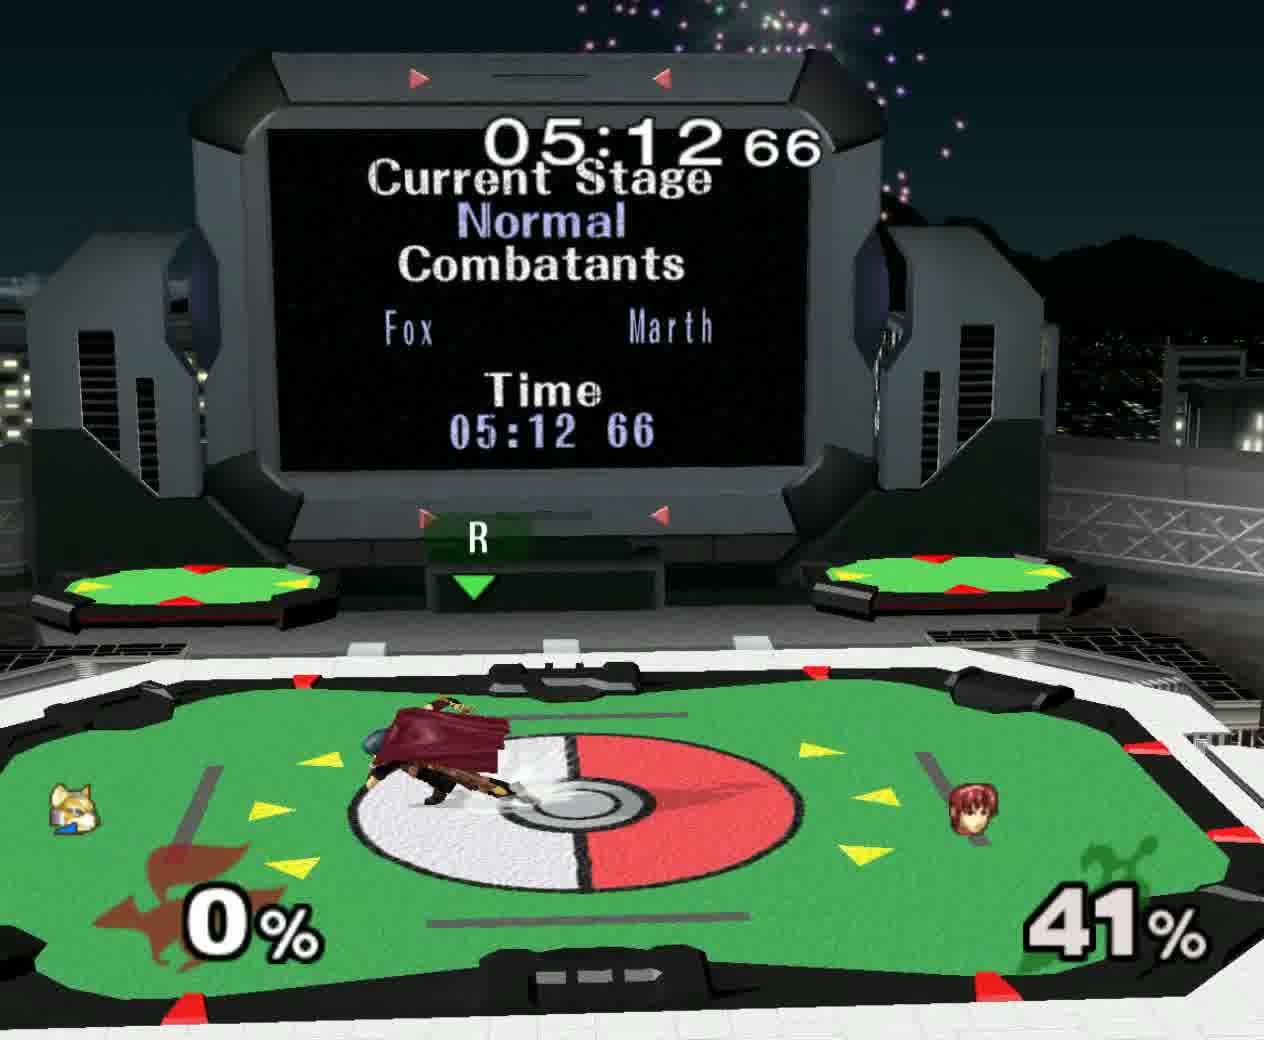 05:12 66
Current Stage
Normal
Combatants
Fox Marth
Time
05:12 66
R
0%
41%